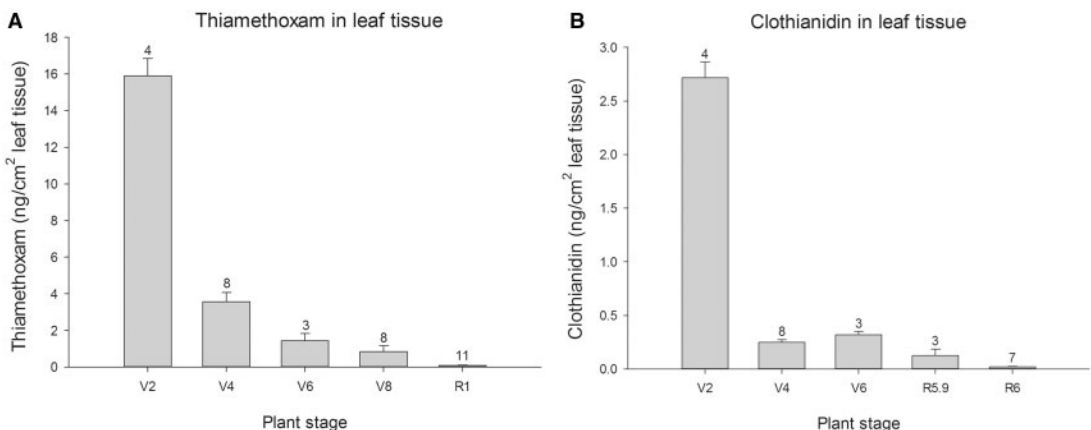 A
Thiamethoxam in leaf tissue
Thiamethoxam (ng/cm² leaf tissue)
18
16
14
12
10
8
6
4
2
0
4
8
3
8
11
V2 V4 V6 V8 R1
Plant stage
B
Clothianidin in leaf tissue
Clothianidin (ng/cm² leaf tissue)
3.0
2.5
2.0
1.5
1.0
0.5
0.0
4
8
3
3
7
V2 V4 V6 R5.9 R6
Plant stage